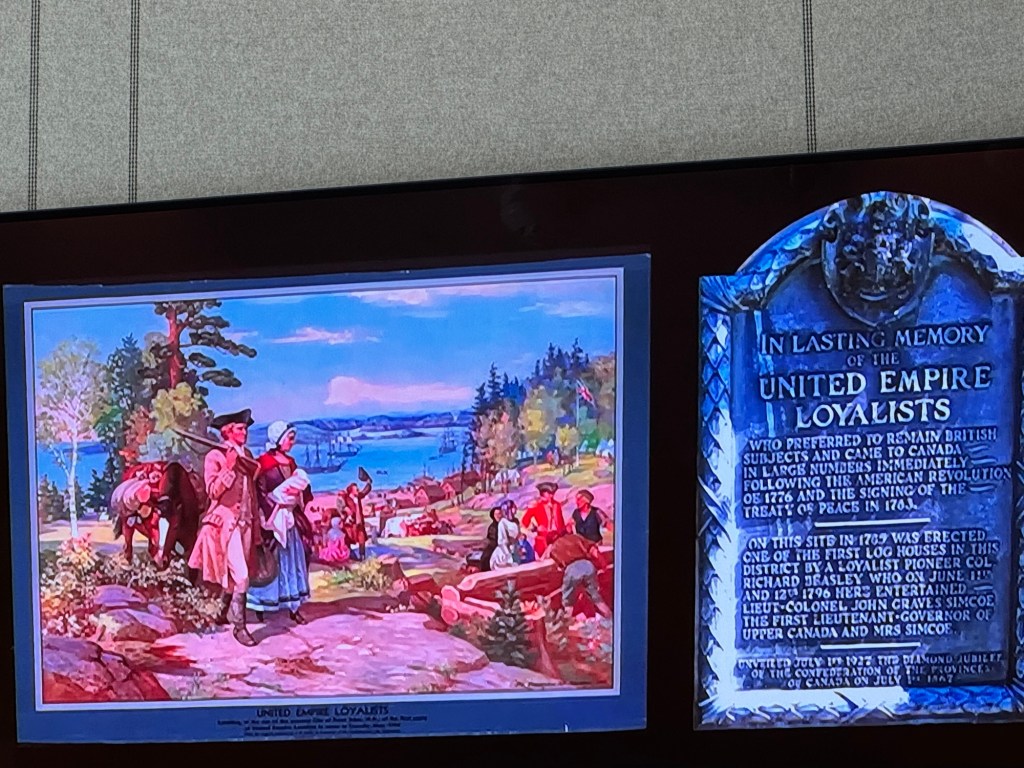 UNITED EMPIRE LOYALISTS
IN LASTING MEMORY
OF THE
UNITED EMPIRE
LOYALISTS
WHO PREFERRED TO REMAIN BRITISH
SUBJECTS AND CAME TO CANADA
IN LARGE NUMBERS IMMEDIATELY
FOLLOWING THE AMERICAN REVOLUTION
OF 1776 AND THE SIGNING OF THE
TREATY OF PEACE IN 1783.
ON THIS SITE IN 1789 WAS ERECTED
ONE OF THE FIRST LOG HOUSES IN THIS
DISTRICT BY A LOYALIST PIONEER COL
RICHARD BEASLEY WHO ON JUNE 11TH
AND 12TH 1796 HERE ENTERTAINED
LIEUT-COLONEL JOHN GRAVES SIMCOE
THE FIRST LIEUTENANT-GOVERNOR OF
UPPER CANADA AND MRS SIMCOE.
UNVEILED JULY 1ST 1927 THE DIAMOND JUBILEE
OF THE CONFEDERATION OF THE PROVINCES
OF CANADA ON JULY 1ST 1867